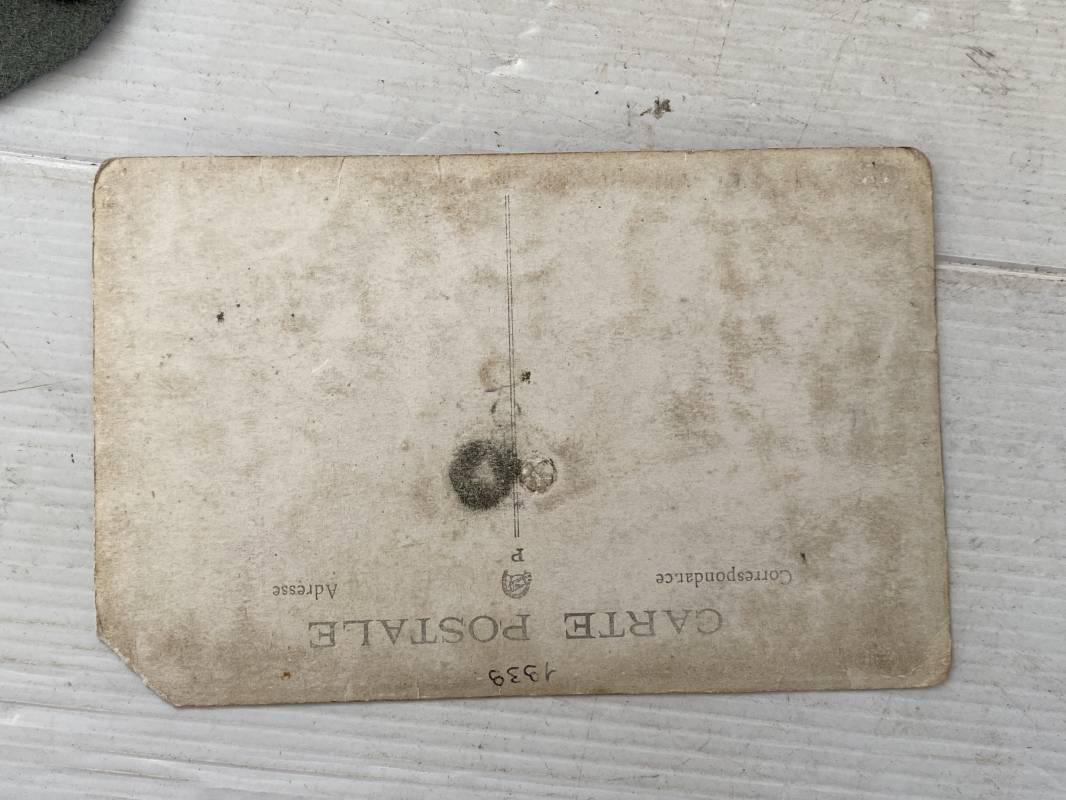 1939
CARTE POSTALE
Correspondance
Adresse
P